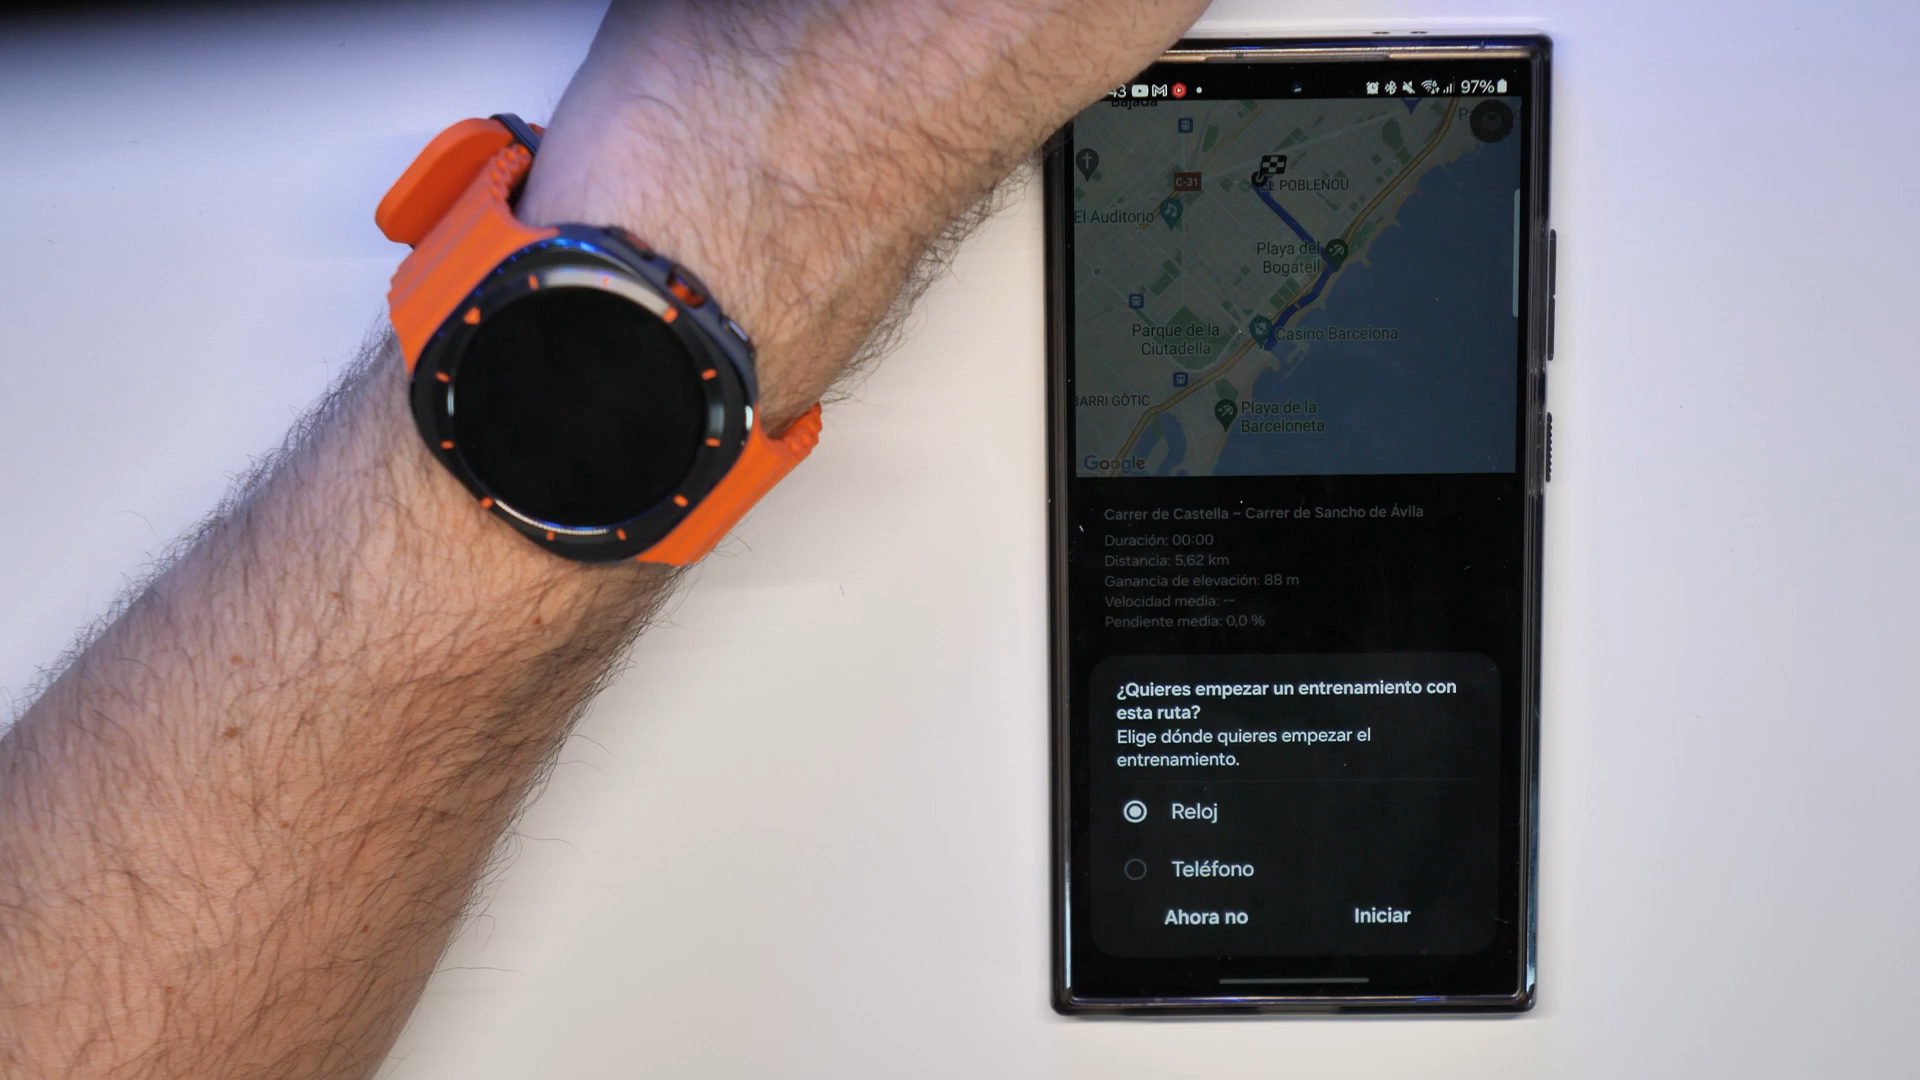 43 97%
Bajada
C-31
EL POBLENOU
El Auditorio
Playa del
Bogatell
Parque de la
Ciutadella
Casino Barcelona
BARRI GÒTIC
Playa de la
Barceloneta
Google
Carrer de Castella ~ Carrer de Sancho de Ávila
Duración: 00:00
Distancia: 5,62 km
Ganancia de elevación: 88 m
Velocidad media: --
Pendiente media: 0,0 %
¿Quieres empezar un entrenamiento con
esta ruta?
Elige dónde quieres empezar el
entrenamiento.
Reloj
Teléfono
Ahora no
Iniciar